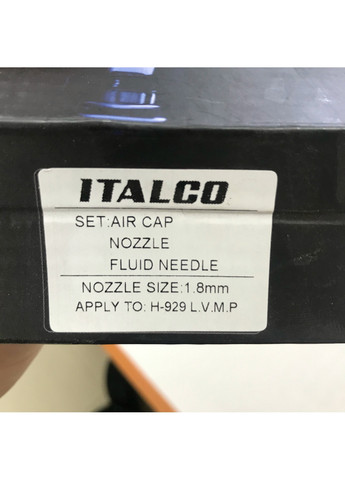 ITALCO
SET:AIR CAP
NOZZLE
FLUID NEEDLE
NOZZLE SIZE:1.8mm
APPLY TO: H-929 L.V.M.P